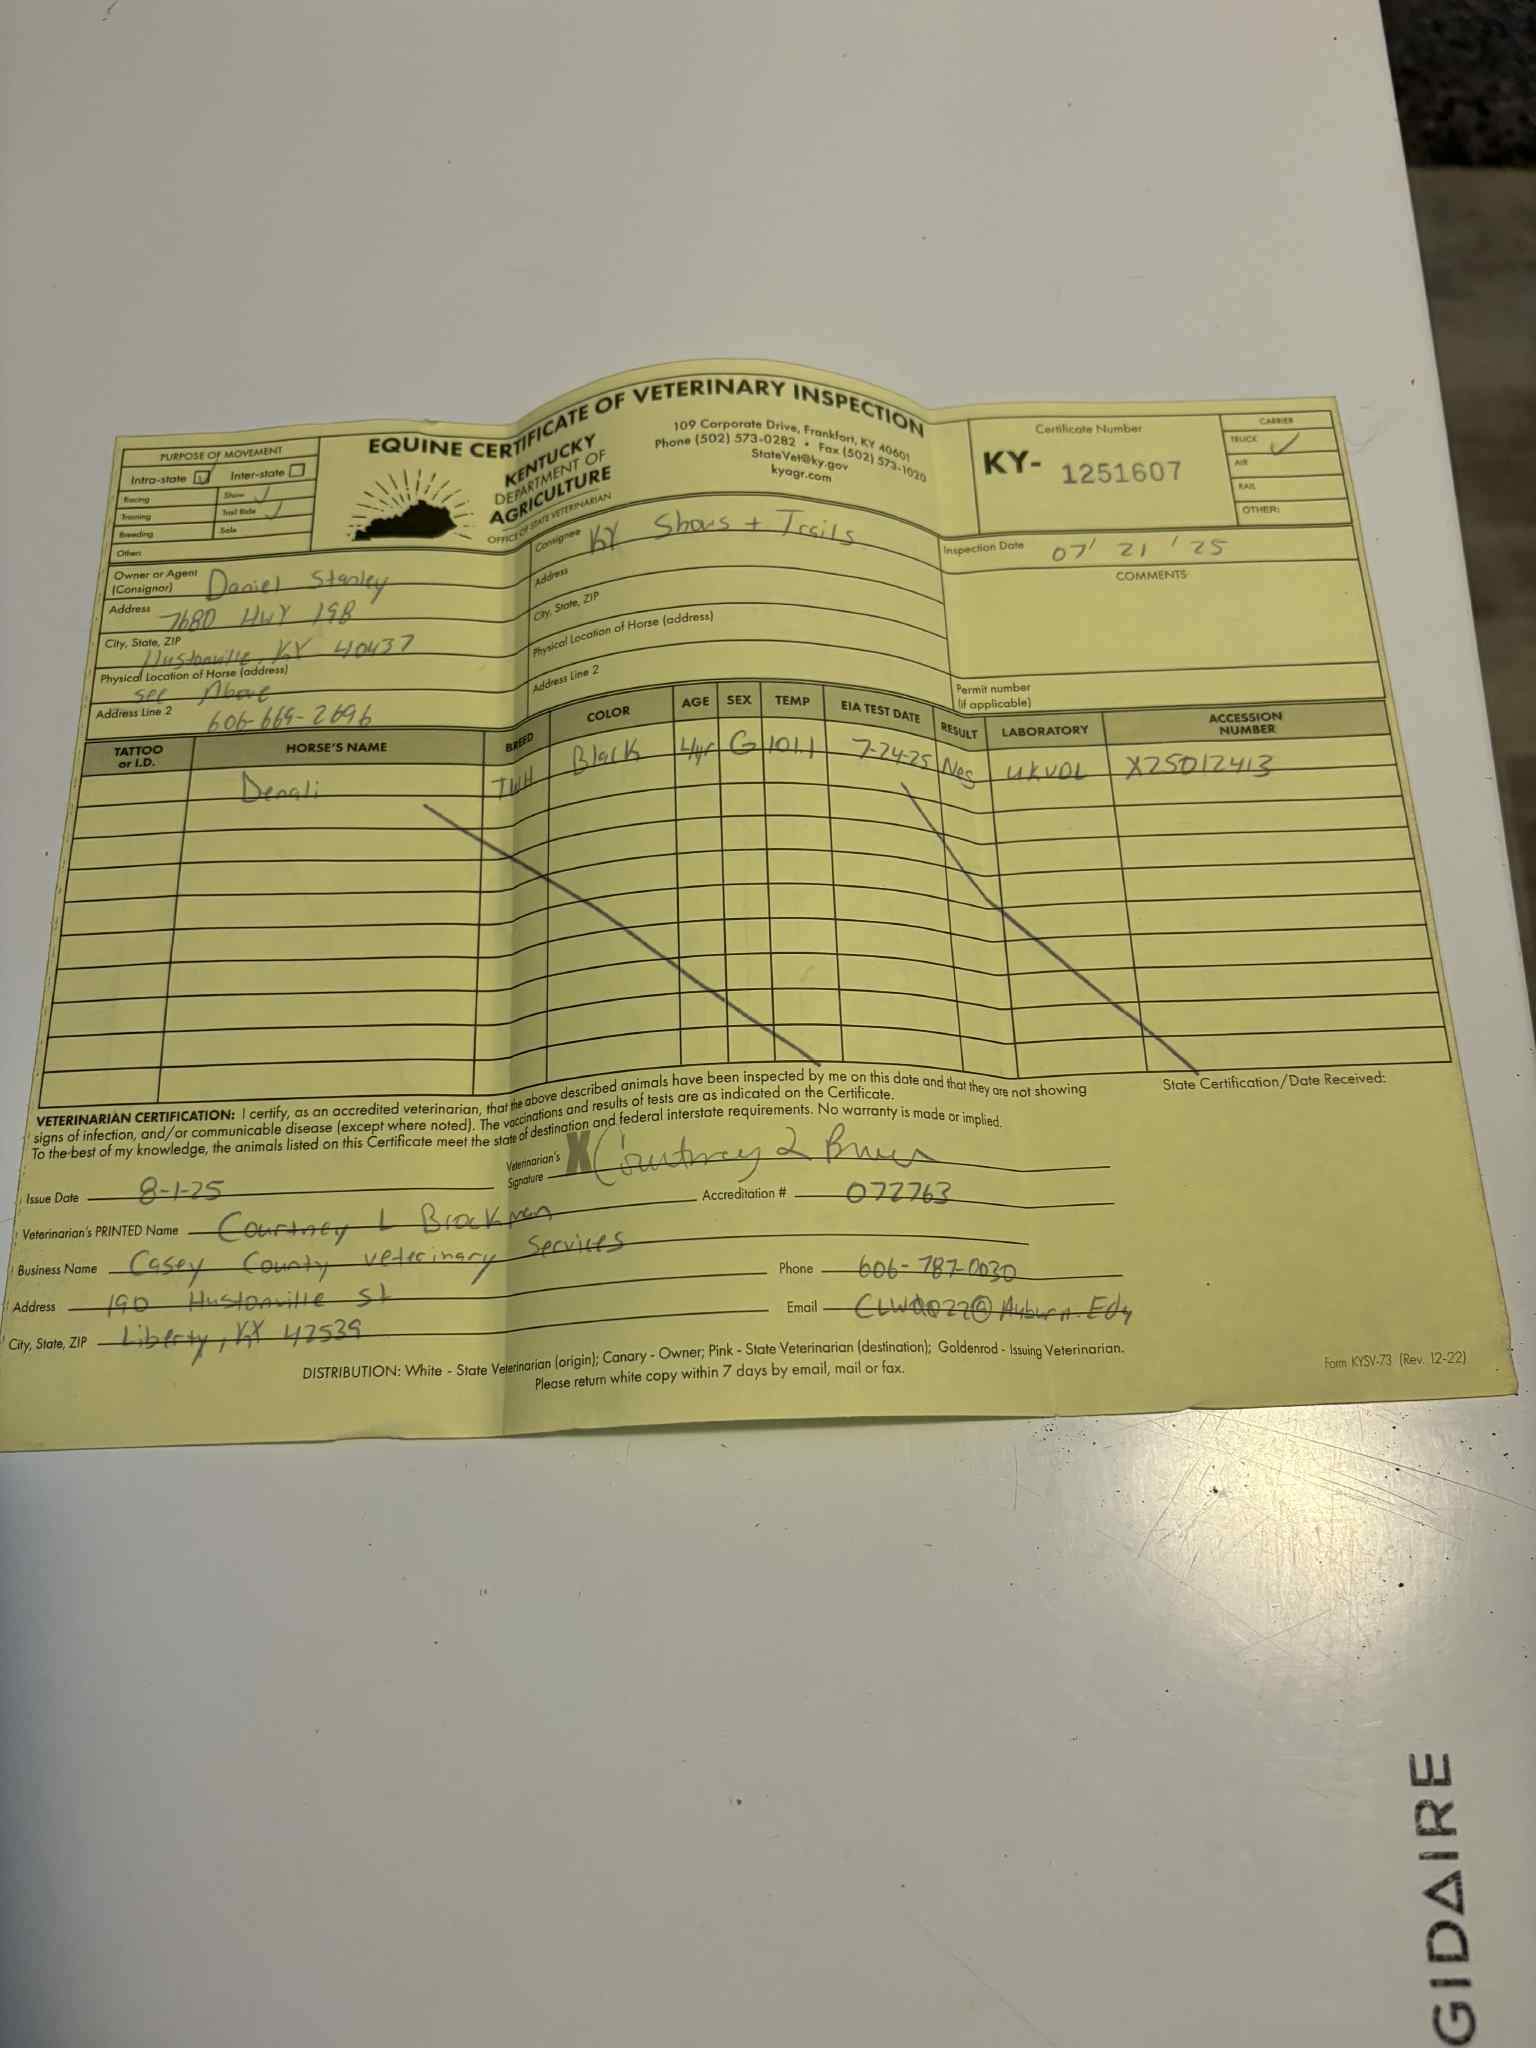 EQUINE CERTIFICATE OF VETERINARY INSPECTION
KENTUCKY
DEPARTMENT OF
AGRICULTURE
OFFICE OF STATE VETERINARIAN
109 Corporate Drive, Frankfort, KY 40601
Phone (502) 573-0282 • Fax (502) 573-1020
StateVet@ky.gov
kyagr.com
PURPOSE OF MOVEMENT
Intra-state Inter-state
Racing Show
Training Trail Ride
Breeding Sale
Other:
Certificate Number
KY- 1251607
CARRIER
TRUCK
AIR
RAIL
OTHER:
Owner or Agent (Consignor) Daniel Stanley
Address 7680 HWY 198
City, State, ZIP Hustonville, KY 40437
Physical Location of Horse (address)
see Above
Address Line 2 606-669-2696
Consignee KY Shows + Trails
Address
City, State, ZIP
Physical Location of Horse (address)
Address Line 2
Inspection Date 07 ' 21 ' 25
COMMENTS
Permit number
(if applicable)
TATTOO or I.D. HORSE'S NAME BREED COLOR AGE SEX TEMP EIA TEST DATE RESULT LABORATORY ACCESSION NUMBER
Denali TWH Black 4yr G 101.1 7-24-25 Neg UKVDL X25012413
VETERINARIAN CERTIFICATION: I certify, as an accredited veterinarian, that the above described animals have been inspected by me on this date and that they are not showing
signs of infection, and/or communicable disease (except where noted). The vaccinations and results of tests are as indicated on the Certificate.
To the best of my knowledge, the animals listed on this Certificate meet the state of destination and federal interstate requirements. No warranty is made or implied.
State Certification/Date Received:
Veterinarian's Signature X Courtney L
Issue Date 8-1-25
Accreditation # 072763
Veterinarian's PRINTED Name Courtney L Brockman
Business Name Casey County Veterinary Services
Phone 606-787-0030
Address 190 Hustonville St
Email @Auburn.Edu
City, State, ZIP Liberty, KY 42539
DISTRIBUTION: White - State Veterinarian (origin); Canary - Owner; Pink - State Veterinarian (destination); Goldenrod - Issuing Veterinarian.
Please return white copy within 7 days by email, mail or fax.
Form KYSV-73 (Rev. 12-22)
GIDAIRE